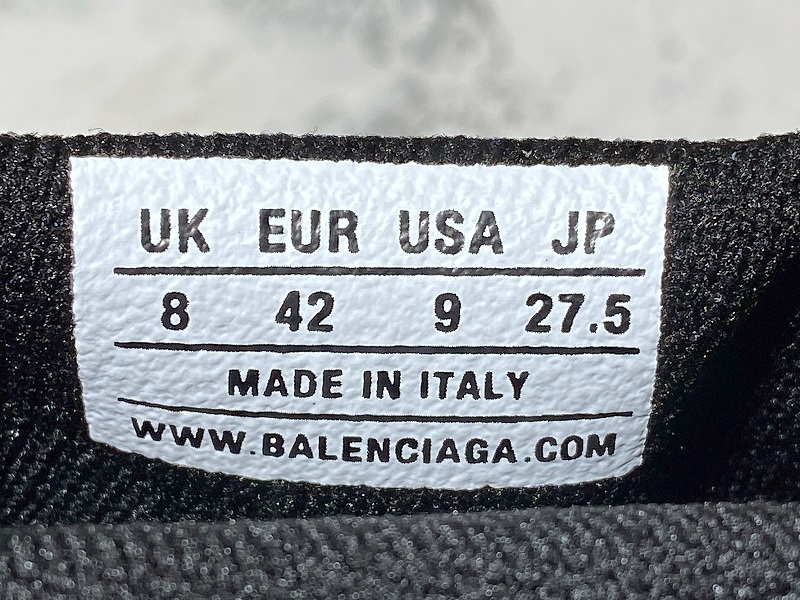 UK EUR USA JP
8 42 9 27.5
MADE IN ITALY
WWW.BALENCIAGA.COM